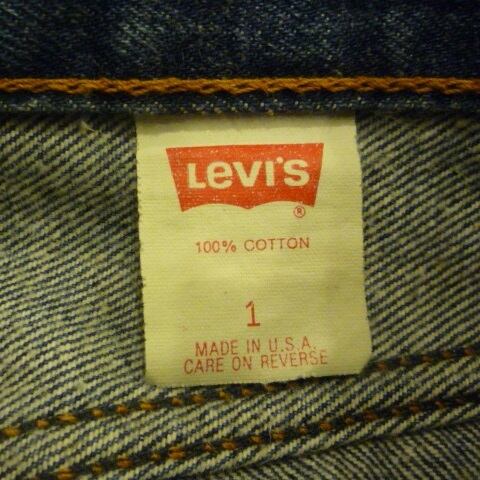 Levi's
®
100% COTTON
1
MADE IN U.S.A.
CARE ON REVERSE